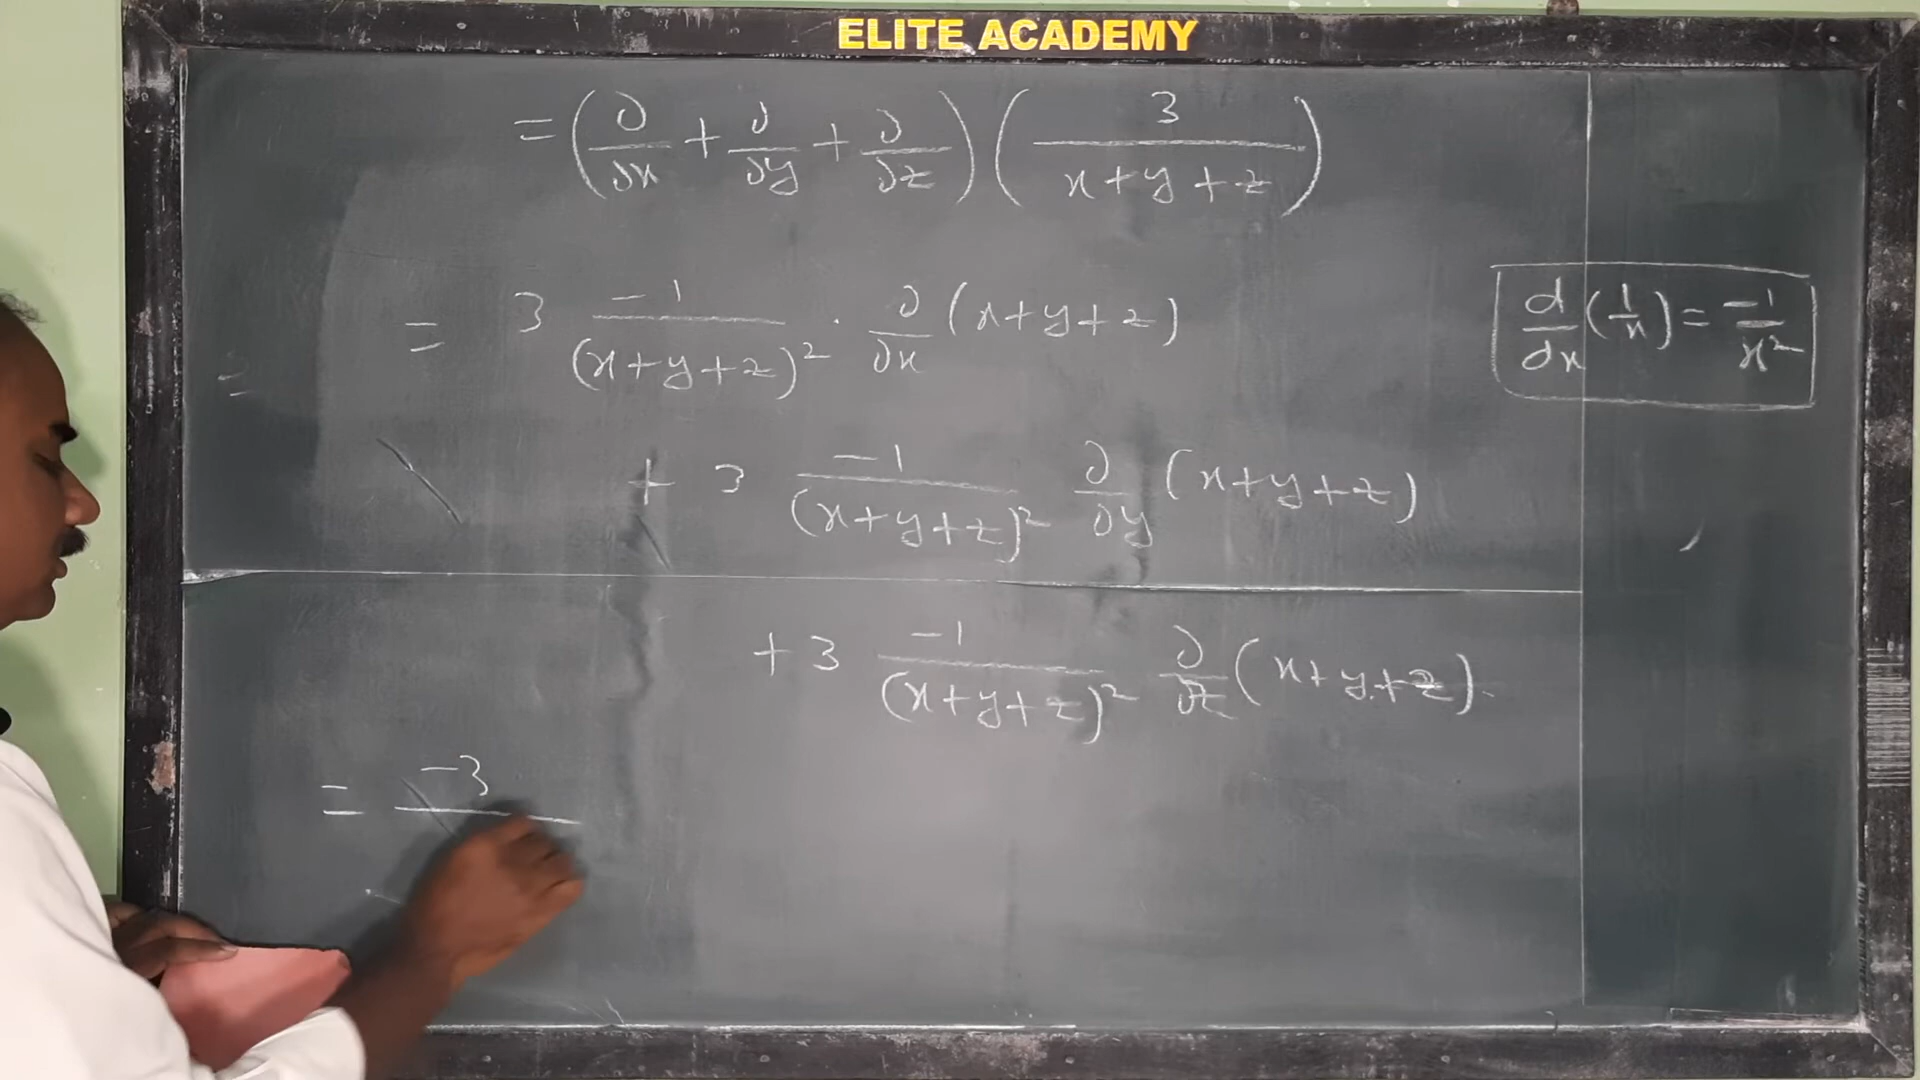 ELITE ACADEMY
= (∂/∂x + ∂/∂y + ∂/∂z) (3/(x+y+z))
= 3 -1/(x+y+z)² · ∂/∂x (x+y+z)
d/dx (1/x) = -1/x²
=
+ 3 -1/(x+y+z)² ∂/∂y (x+y+z)
+ 3 -1/(x+y+z)² ∂/∂z (x+y+z).
= -3/